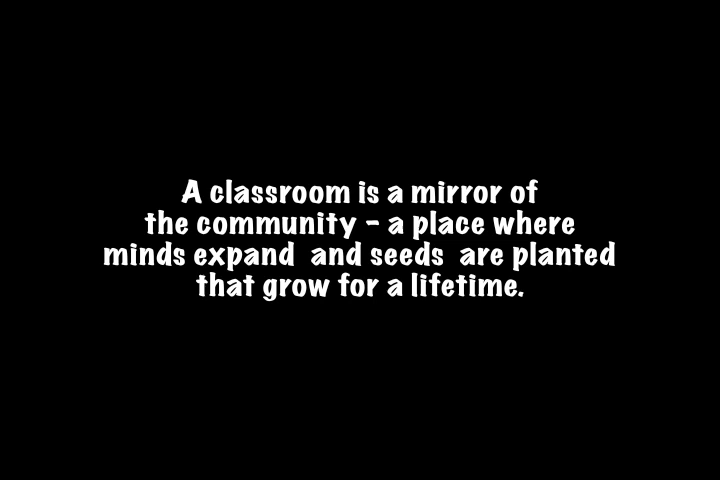 A classroom is a mirror of
the community - a place where
minds expand  and seeds  are planted
that grow for a lifetime.